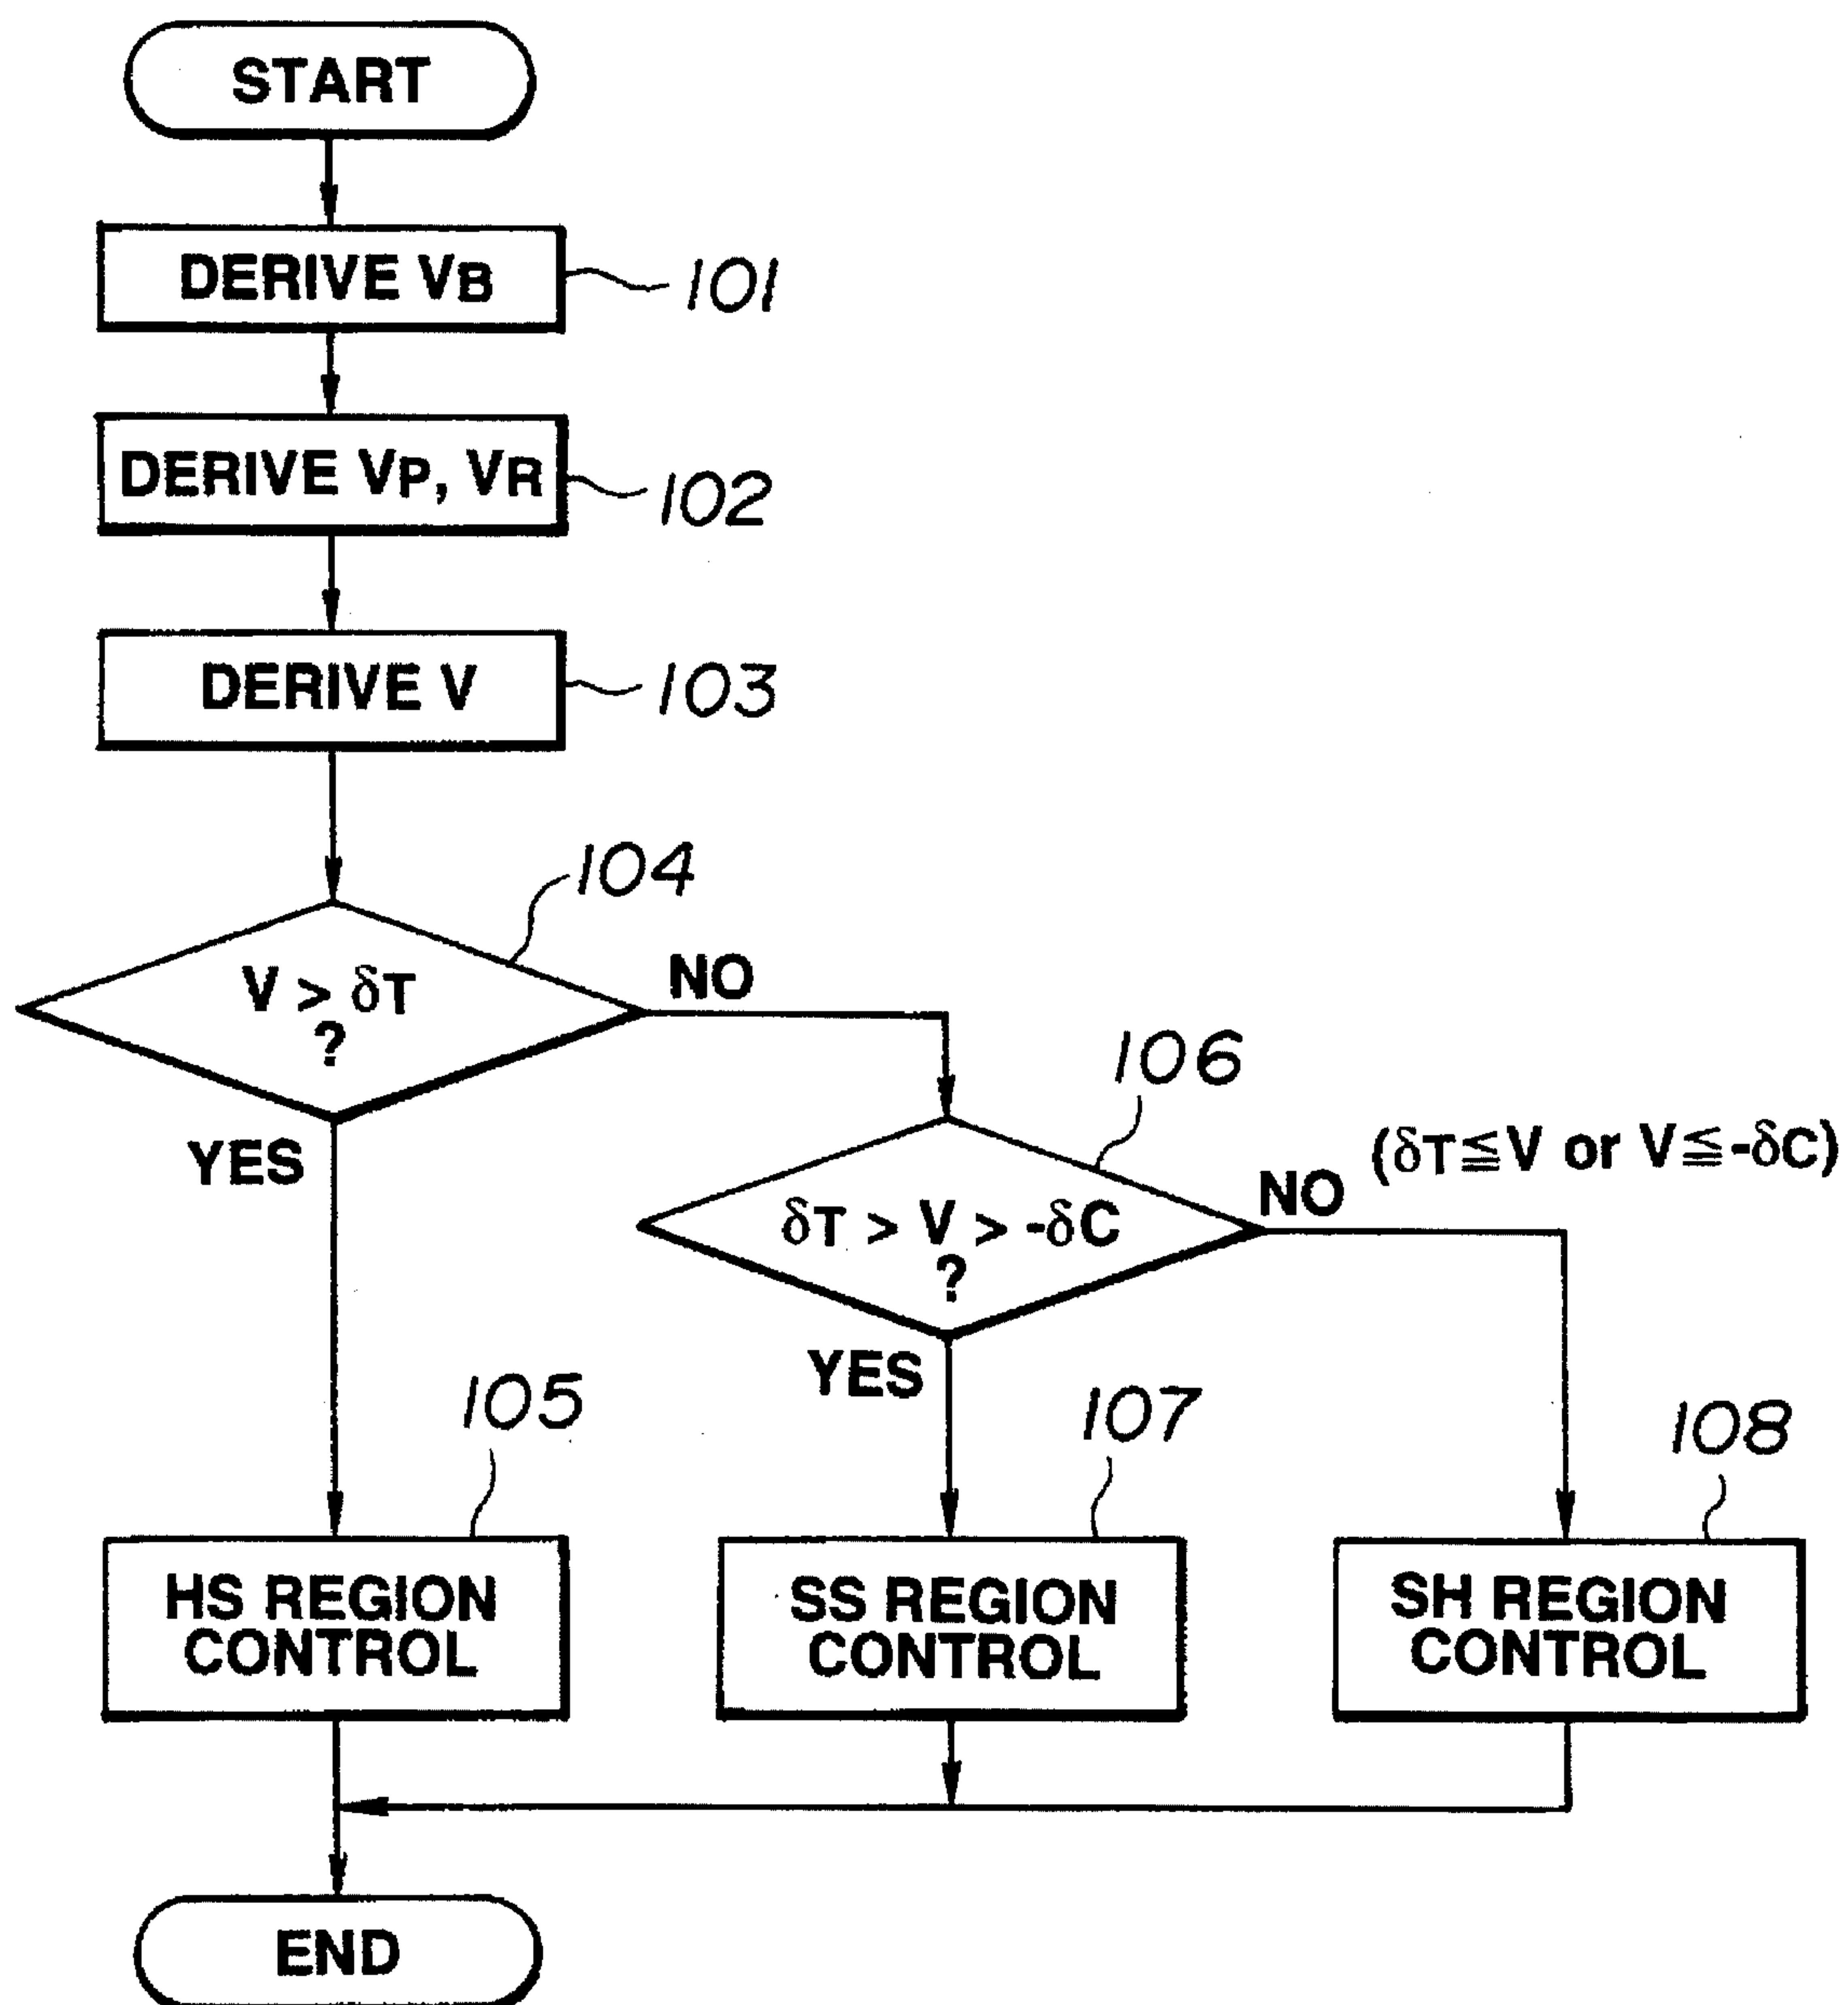 START
DERIVE VB
101
DERIVE VP, VR
102
DERIVE V
103
104
V > δT
?
NO
YES
106
δT > V > -δC
?
NO
(δT≦V or V≦-δC)
YES
105
107
108
HS REGION
CONTROL
SS REGION
CONTROL
SH REGION
CONTROL
END